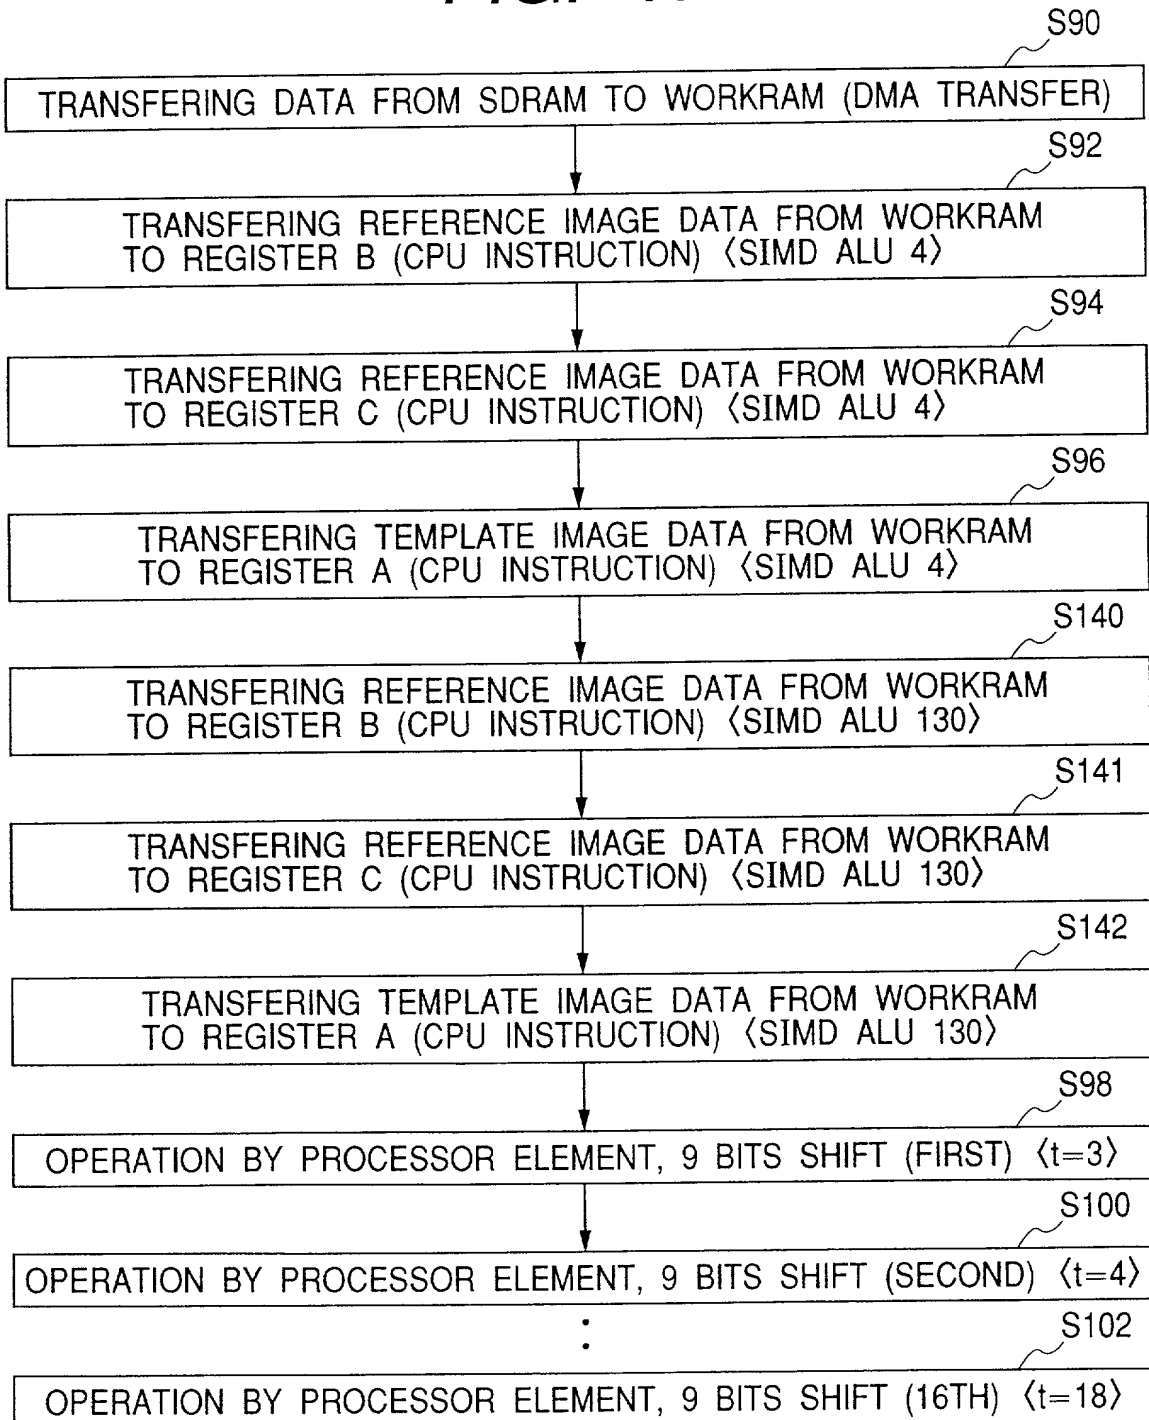 S90
TRANSFERING DATA FROM SDRAM TO WORKRAM (DMA TRANSFER)
S92
TRANSFERING REFERENCE IMAGE DATA FROM WORKRAM
TO REGISTER B (CPU INSTRUCTION) 〈SIMD ALU 4〉
S94
TRANSFERING REFERENCE IMAGE DATA FROM WORKRAM
TO REGISTER C (CPU INSTRUCTION) 〈SIMD ALU 4〉
S96
TRANSFERING TEMPLATE IMAGE DATA FROM WORKRAM
TO REGISTER A (CPU INSTRUCTION) 〈SIMD ALU 4〉
S140
TRANSFERING REFERENCE IMAGE DATA FROM WORKRAM
TO REGISTER B (CPU INSTRUCTION) 〈SIMD ALU 130〉
S141
TRANSFERING REFERENCE IMAGE DATA FROM WORKRAM
TO REGISTER C (CPU INSTRUCTION) 〈SIMD ALU 130〉
S142
TRANSFERING TEMPLATE IMAGE DATA FROM WORKRAM
TO REGISTER A (CPU INSTRUCTION) 〈SIMD ALU 130〉
S98
OPERATION BY PROCESSOR ELEMENT, 9 BITS SHIFT (FIRST) 〈t=3〉
S100
OPERATION BY PROCESSOR ELEMENT, 9 BITS SHIFT (SECOND) 〈t=4〉
:
S102
OPERATION BY PROCESSOR ELEMENT, 9 BITS SHIFT (16TH) 〈t=18〉